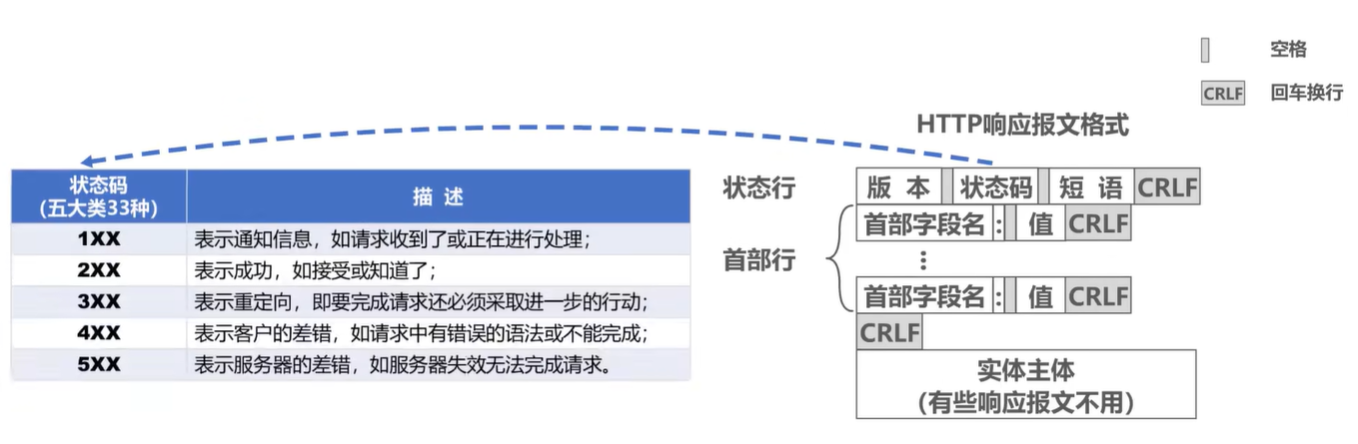 空格
CRLF 回车换行
HTTP响应报文格式
状态码
(五大类33种)
描 述
1XX 表示通知信息，如请求收到了或正在进行处理；
2XX 表示成功，如接受或知道了；
3XX 表示重定向，即要完成请求还必须采取进一步的行动；
4XX 表示客户的差错，如请求中有错误的语法或不能完成；
5XX 表示服务器的差错，如服务器失效无法完成请求。
状态行 版 本 状态码 短 语 CRLF
首部行
首部字段名 : 值 CRLF
⋮
首部字段名 : 值 CRLF
CRLF
实体主体
(有些响应报文不用)